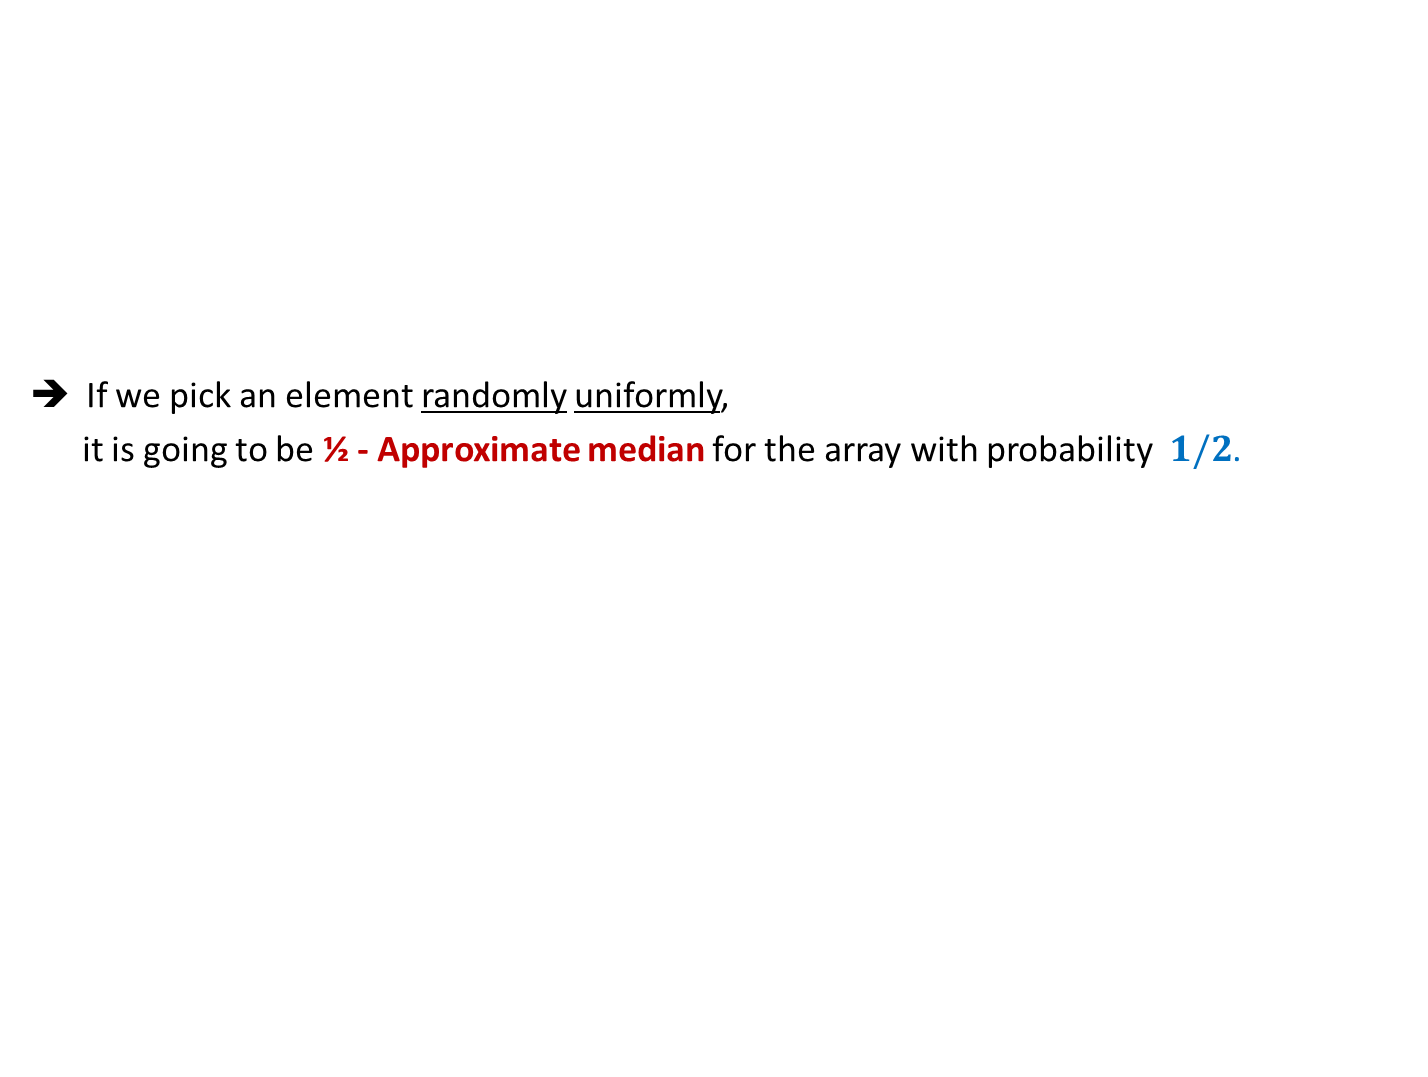 ➔ If we pick an element randomly uniformly,
it is going to be ½ - Approximate median for the array with probability 1/2.